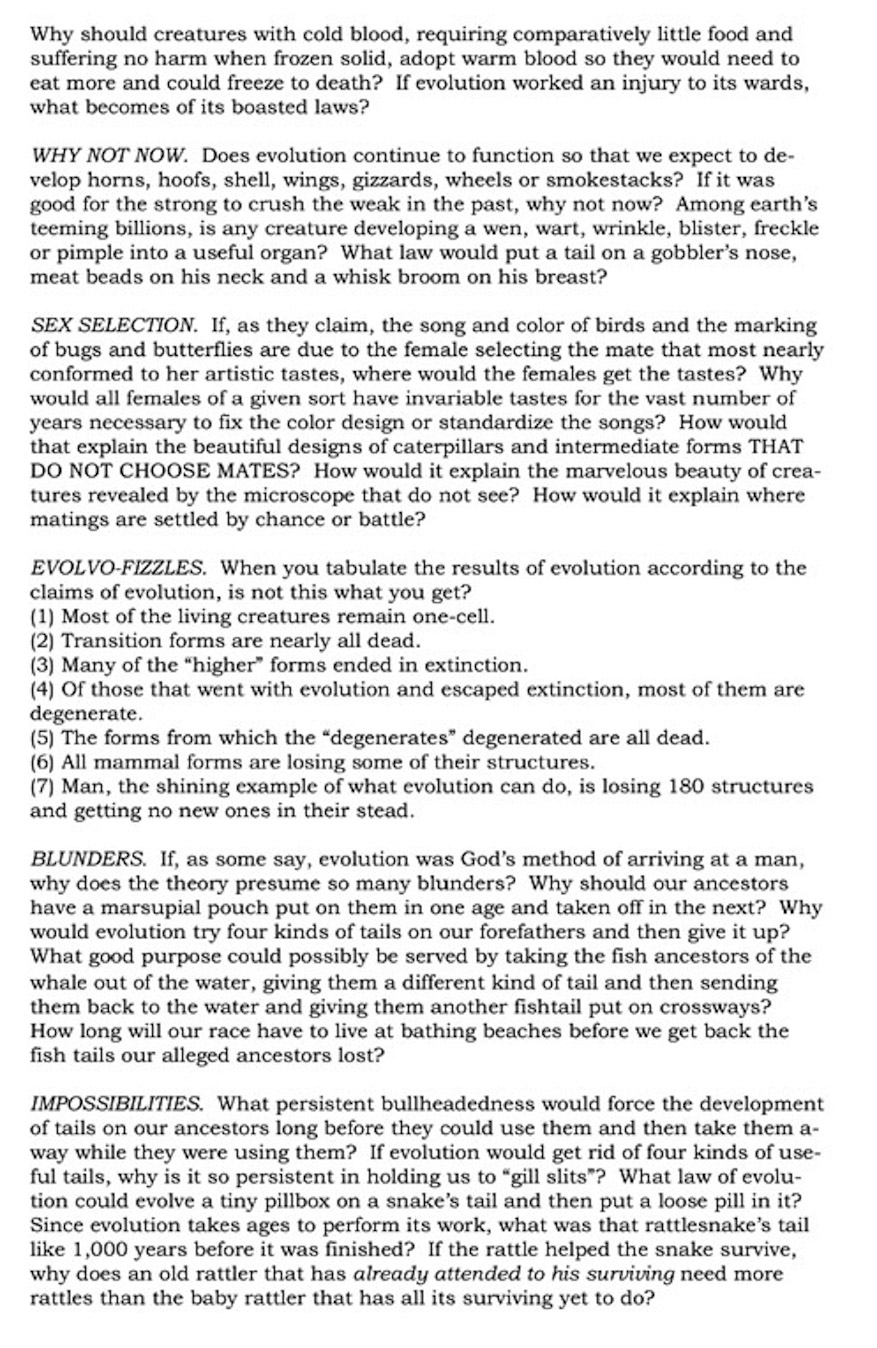 Why should creatures with cold blood, requiring comparatively little food and
suffering no harm when frozen solid, adopt warm blood so they would need to
eat more and could freeze to death?  If evolution worked an injury to its wards,
what becomes of its boasted laws?
WHY NOT NOW.  Does evolution continue to function so that we expect to de-
velop horns, hoofs, shell, wings, gizzards, wheels or smokestacks?  If it was
good for the strong to crush the weak in the past, why not now?  Among earth's
teeming billions, is any creature developing a wen, wart, wrinkle, blister, freckle
or pimple into a useful organ?  What law would put a tail on a gobbler's nose,
meat beads on his neck and a whisk broom on his breast?
SEX SELECTION.  If, as they claim, the song and color of birds and the marking
of bugs and butterflies are due to the female selecting the mate that most nearly
conformed to her artistic tastes, where would the females get the tastes?  Why
would all females of a given sort have invariable tastes for the vast number of
years necessary to fix the color design or standardize the songs?  How would
that explain the beautiful designs of caterpillars and intermediate forms THAT
DO NOT CHOOSE MATES?  How would it explain the marvelous beauty of crea-
tures revealed by the microscope that do not see?  How would it explain where
matings are settled by chance or battle?
EVOLVO-FIZZLES.  When you tabulate the results of evolution according to the
claims of evolution, is not this what you get?
(1) Most of the living creatures remain one-cell.
(2) Transition forms are nearly all dead.
(3) Many of the "higher" forms ended in extinction.
(4) Of those that went with evolution and escaped extinction, most of them are
degenerate.
(5) The forms from which the "degenerates" degenerated are all dead.
(6) All mammal forms are losing some of their structures.
(7) Man, the shining example of what evolution can do, is losing 180 structures
and getting no new ones in their stead.
BLUNDERS.  If, as some say, evolution was God's method of arriving at a man,
why does the theory presume so many blunders?  Why should our ancestors
have a marsupial pouch put on them in one age and taken off in the next?  Why
would evolution try four kinds of tails on our forefathers and then give it up?
What good purpose could possibly be served by taking the fish ancestors of the
whale out of the water, giving them a different kind of tail and then sending
them back to the water and giving them another fishtail put on crossways?
How long will our race have to live at bathing beaches before we get back the
fish tails our alleged ancestors lost?
IMPOSSIBILITIES.  What persistent bullheadedness would force the development
of tails on our ancestors long before they could use them and then take them a-
way while they were using them?  If evolution would get rid of four kinds of use-
ful tails, why is it so persistent in holding us to "gill slits"?  What law of evolu-
tion could evolve a tiny pillbox on a snake's tail and then put a loose pill in it?
Since evolution takes ages to perform its work, what was that rattlesnake's tail
like 1,000 years before it was finished?  If the rattle helped the snake survive,
why does an old rattler that has already attended to his surviving need more
rattles than the baby rattler that has all its surviving yet to do?